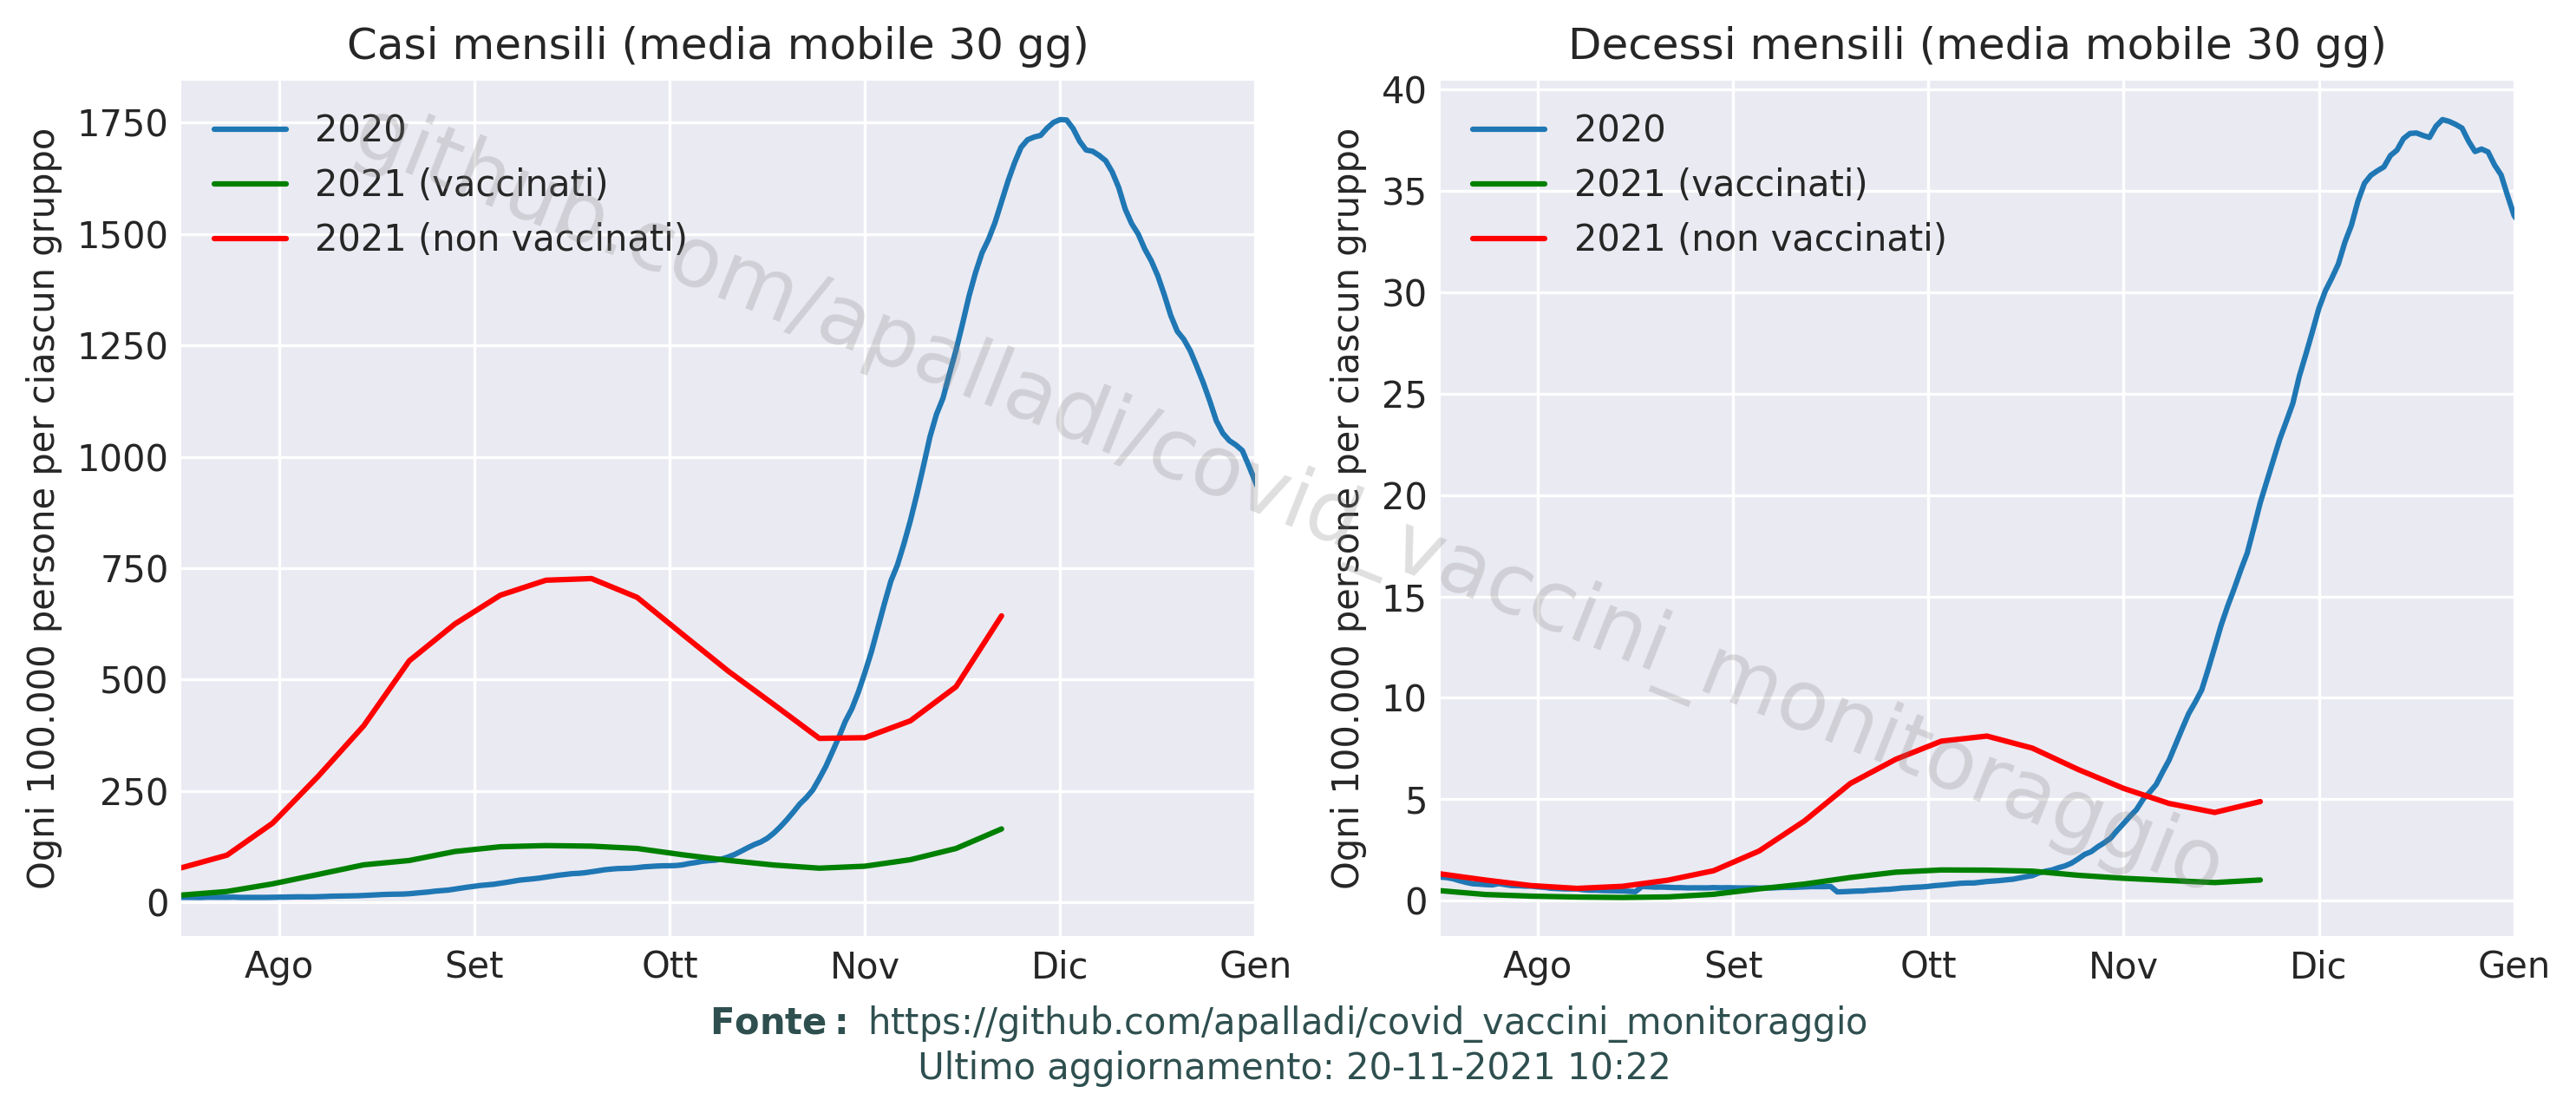 Casi mensili (media mobile 30 gg)
Ogni 100.000 persone per ciascun gruppo
1750
1500
1250
1000
750
500
250
0
2020
2021 (vaccinati)
2021 (non vaccinati)
Ago Set Ott Nov Dic Gen
Decessi mensili (media mobile 30 gg)
Ogni 100.000 persone per ciascun gruppo
40
35
30
25
20
15
10
5
0
2020
2021 (vaccinati)
2021 (non vaccinati)
Ago Set Ott Nov Dic Gen
github.com/apalladi/covid_vaccini_monitoraggio
Fonte: https://github.com/apalladi/covid_vaccini_monitoraggio
Ultimo aggiornamento: 20-11-2021 10:22